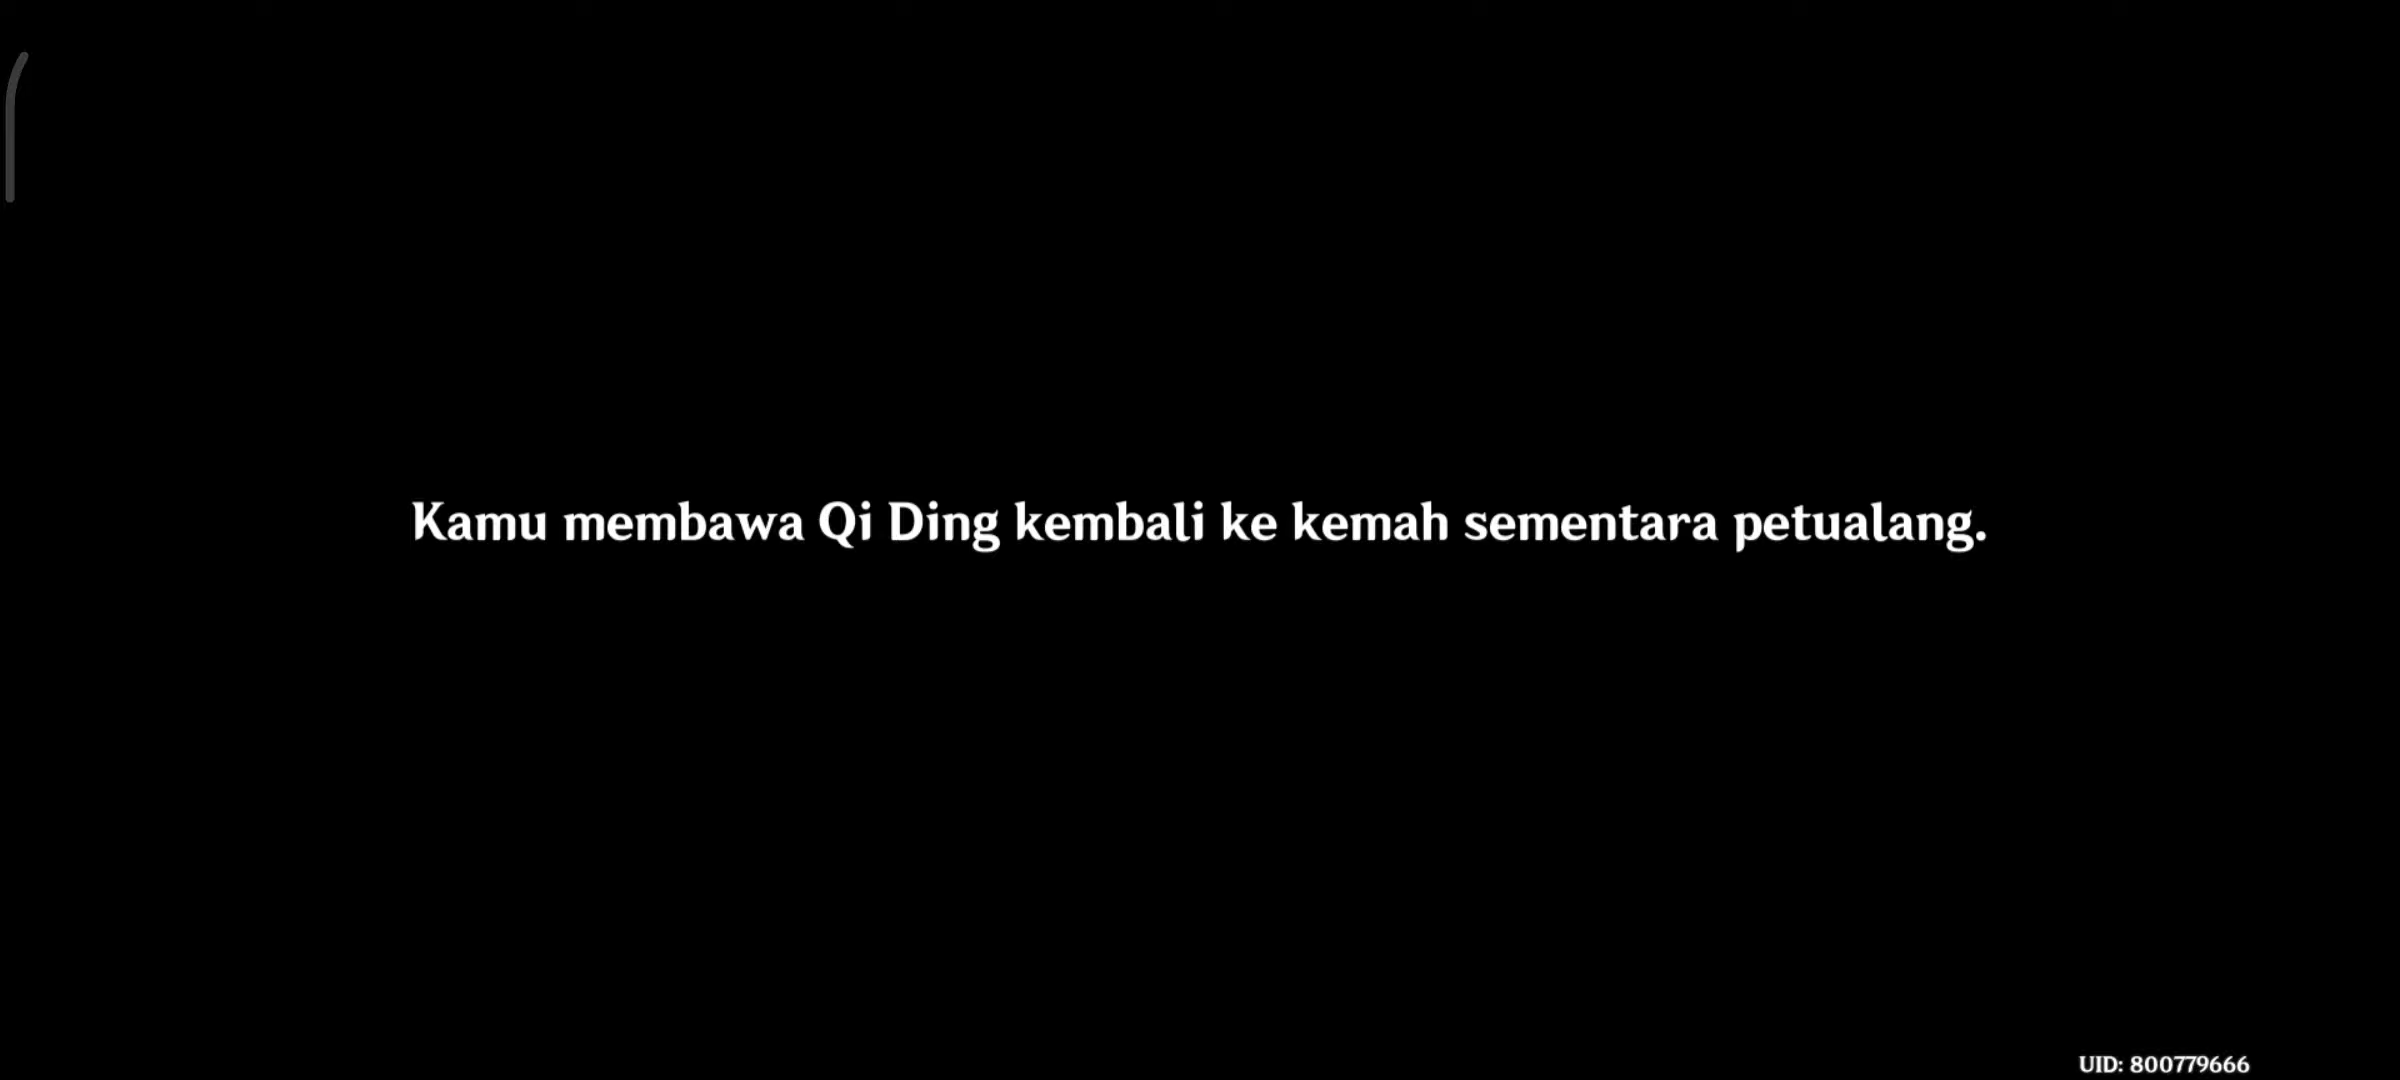 Kamu membawa Qi Ding kembali ke kemah sementara petualang.
UID: 800779666